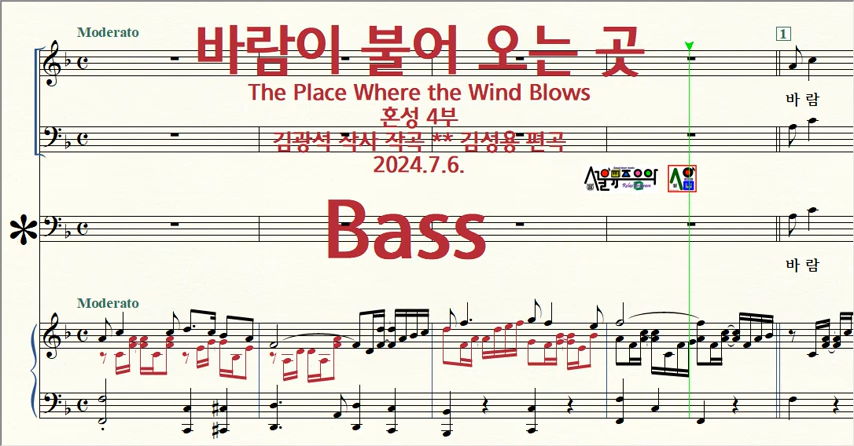 Moderato
바람이 불어 오는 곳
1
The Place Where the Wind Blows
바 람
혼성 4부
김광석 작사 작곡 ** 김성용 편곡
2024.7.6.
Bass
바 람
Moderato